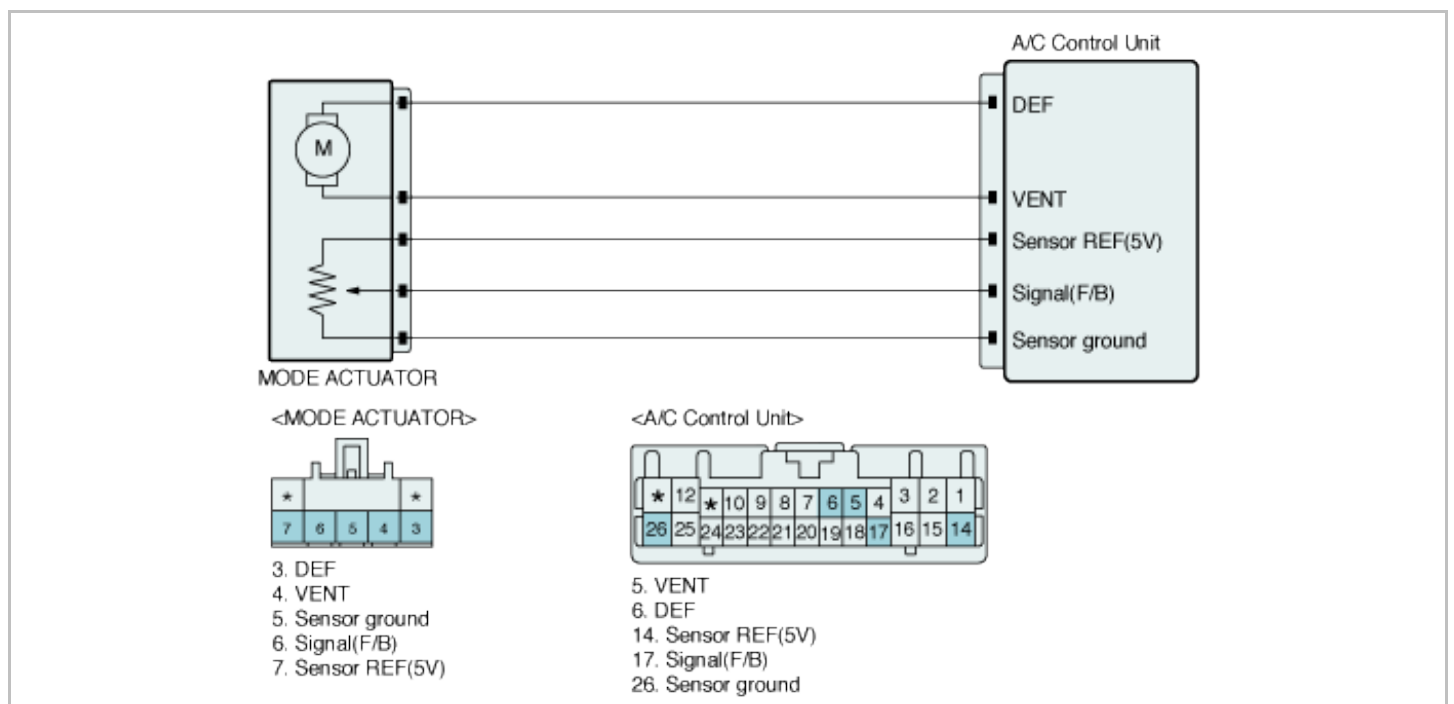 A/C Control Unit
DEF
M
VENT
Sensor REF(5V)
Signal(F/B)
Sensor ground
MODE ACTUATOR
<MODE ACTUATOR>
* *
7 6 5 4 3
3. DEF
4. VENT
5. Sensor ground
6. Signal(F/B)
7. Sensor REF(5V)
<A/C Control Unit>
* 12 * 10 9 8 7 6 5 4 3 2 1
26 25 24 23 22 21 20 19 18 17 16 15 14
5. VENT
6. DEF
14. Sensor REF(5V)
17. Signal(F/B)
26. Sensor ground